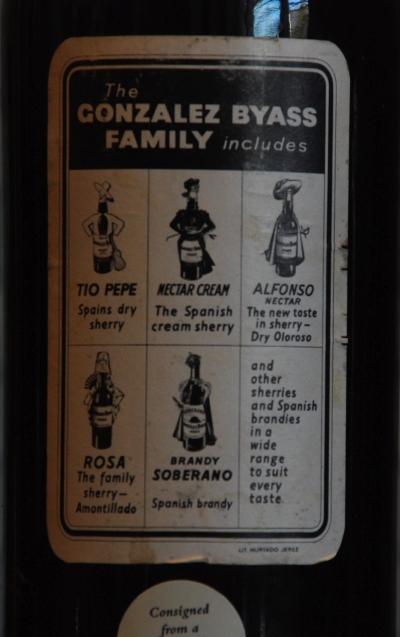 The
GONZALEZ BYASS
FAMILY includes
TIO PEPE
Spains dry
sherry
NECTAR CREAM
The Spanish
cream sherry
ALFONSO
NECTAR
The new taste
in sherry –
Dry Oloroso
ROSA
The family
sherry –
Amontillado
BRANDY
SOBERANO
Spanish brandy
and
other
sherries
and Spanish
brandies
in a
wide
range
to suit
every
taste
LIT. HURTADO JEREZ
Consigned
from a